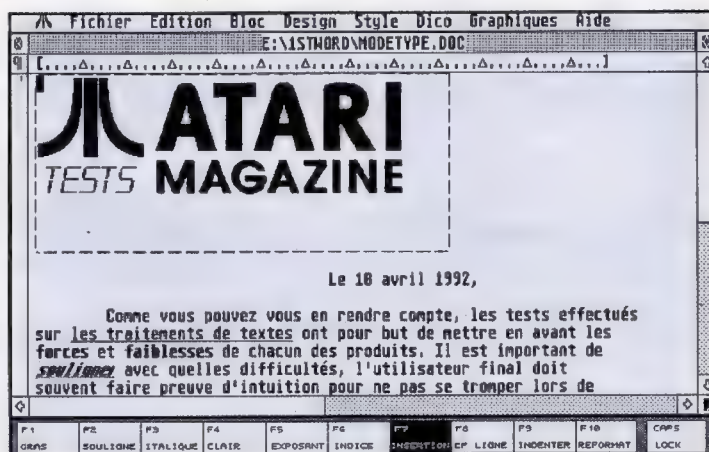 Fichier Edition Bloc Design Style Dico Graphiques Aide
E:\1STWORD\MODETYPE.DOC
ATARI
TESTS MAGAZINE
Le 18 avril 1992,
Comme vous pouvez vous en rendre compte, les tests effectués
sur les traitements de textes ont pour but de mettre en avant les
forces et faiblesses de chacun des produits. Il est important de
souligner avec quelles difficultés, l'utilisateur final doit
souvent faire preuve d'intuition pour ne pas se tromper lors de
F1 F2 F3 F4 F5 F6 F7 F8 F9 F10 CAPS
GRAS SOULIGNE ITALIQUE CLAIR EXPOSANT INDICE INSERTION CP LIGNE INDENTER REFORMAT LOCK